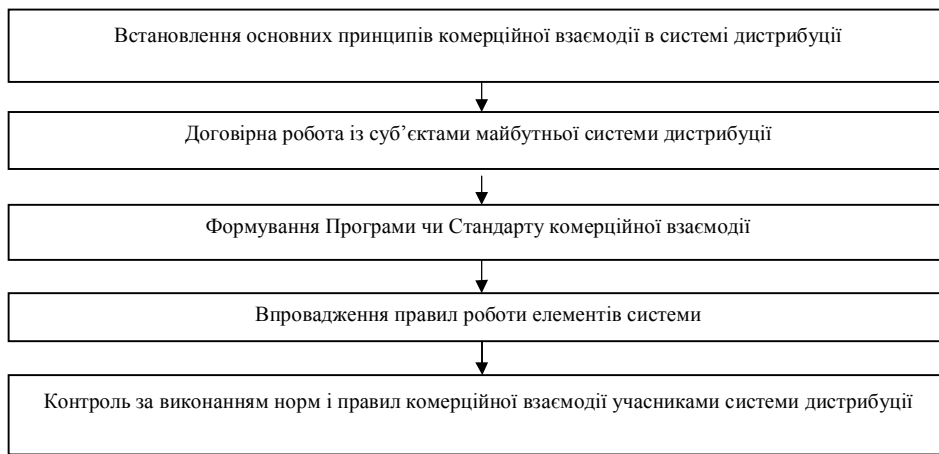 Встановлення основних принципів комерційної взаємодії в системі дистрибуції
Договірна робота із суб’єктами майбутньої системи дистрибуції
Формування Програми чи Стандарту комерційної взаємодії
Впровадження правил роботи елементів системи
Контроль за виконанням норм і правил комерційної взаємодії учасниками системи дистрибуції